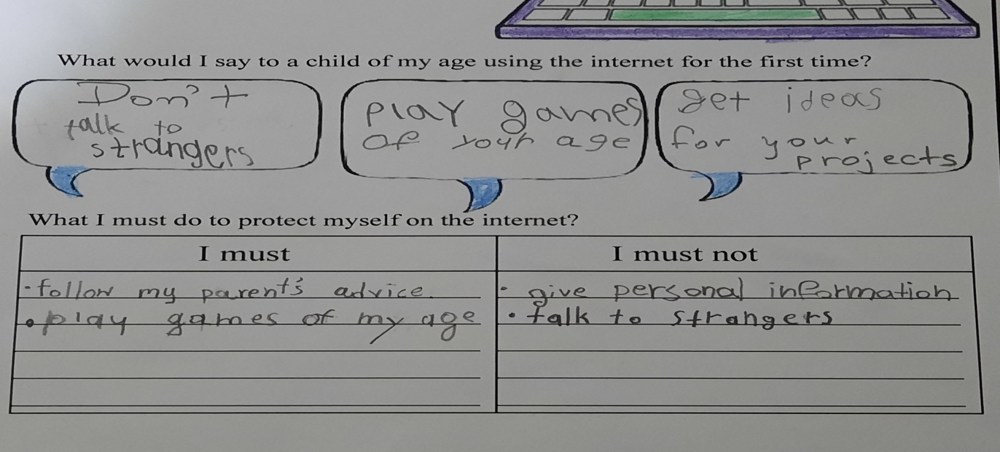 What would I say to a child of my age using the internet for the first time?
Don't
talk to
strangers
play games
of your age
get ideas
for your
projects
What I must do to protect myself on the internet?
I must
I must not
• follow my parent's advice.
• play games of my age
• give personal information
• talk to strangers